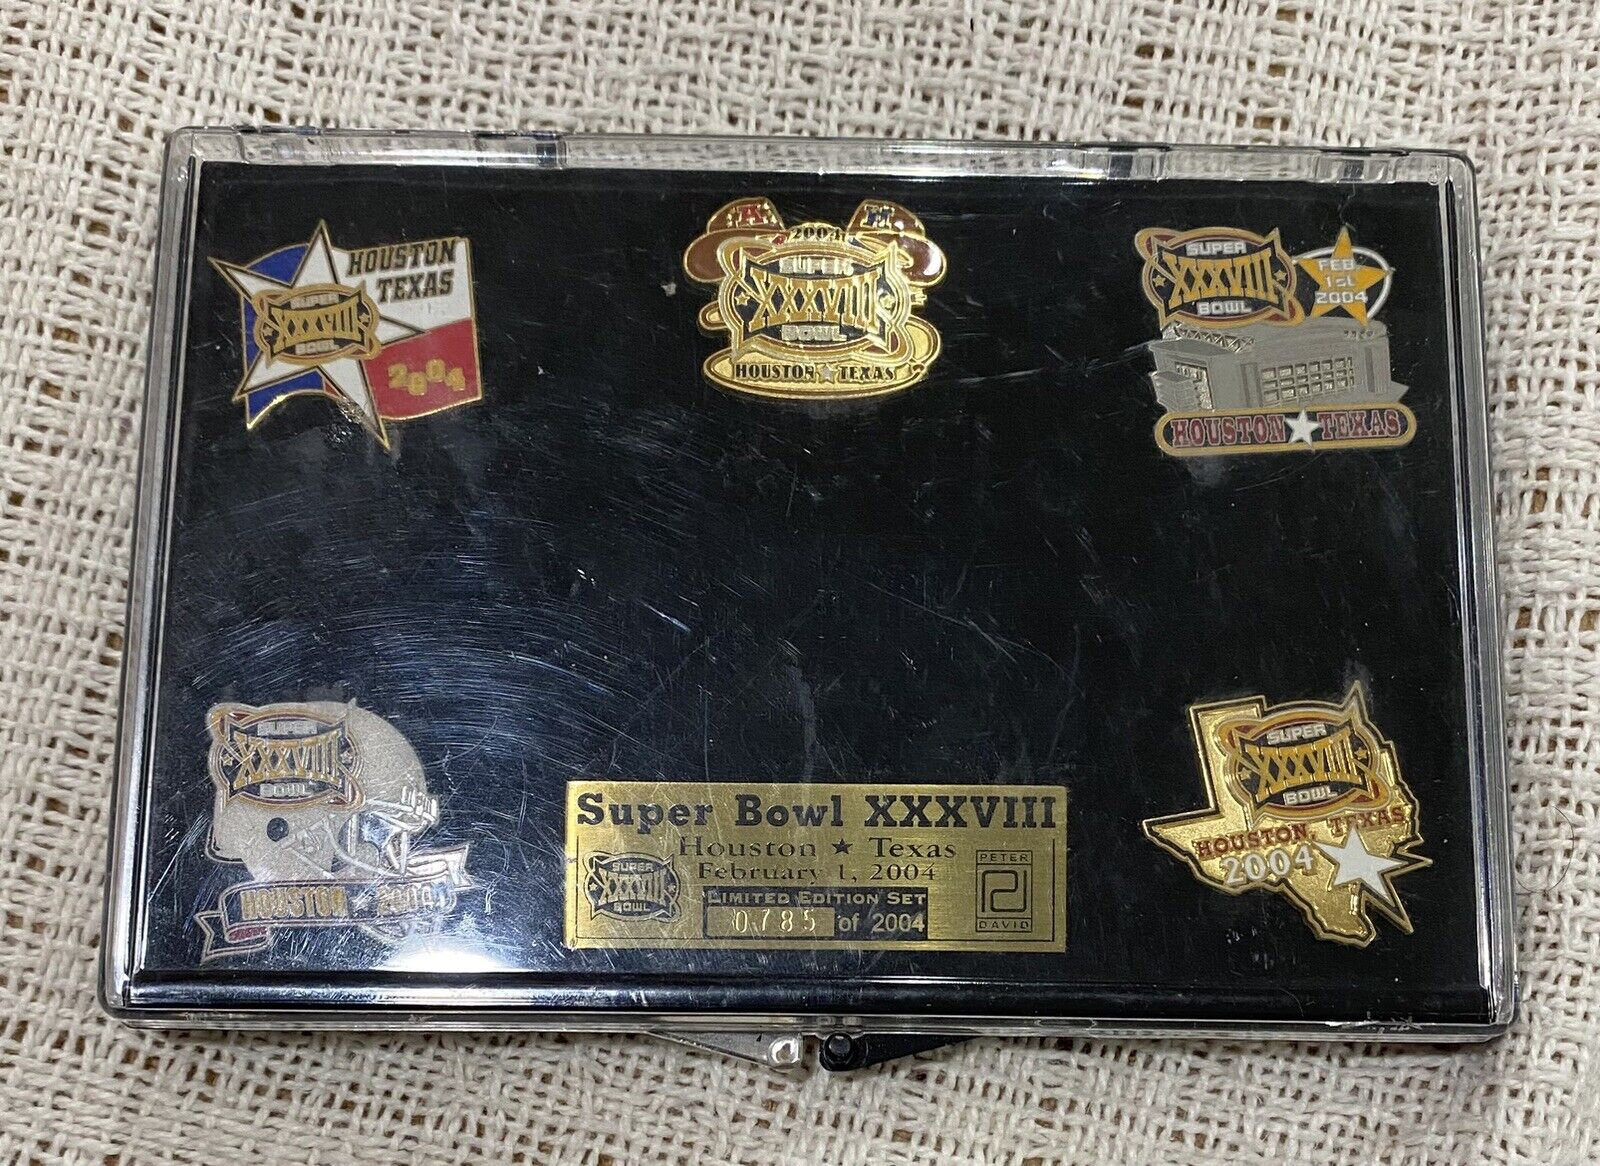 HOUSTON
TEXAS
SUPER
XXXVIII
BOWL
2004
A
H
2004
SUPER
XXXVIII
BOWL
HOUSTON ★ TEXAS
SUPER
XXXVIII
BOWL
FEB.
1st
2004
HOUSTON ★ TEXAS
SUPER
XXXVIII
BOWL
HOUSTON ★ 2004
Super Bowl XXXVIII
Houston ★ Texas
February 1, 2004
SUPER
XXXVIII
BOWL
LIMITED EDITION SET
0785 of 2004
PETER
DAVID
SUPER
XXXVIII
BOWL
HOUSTON, TEXAS
2004